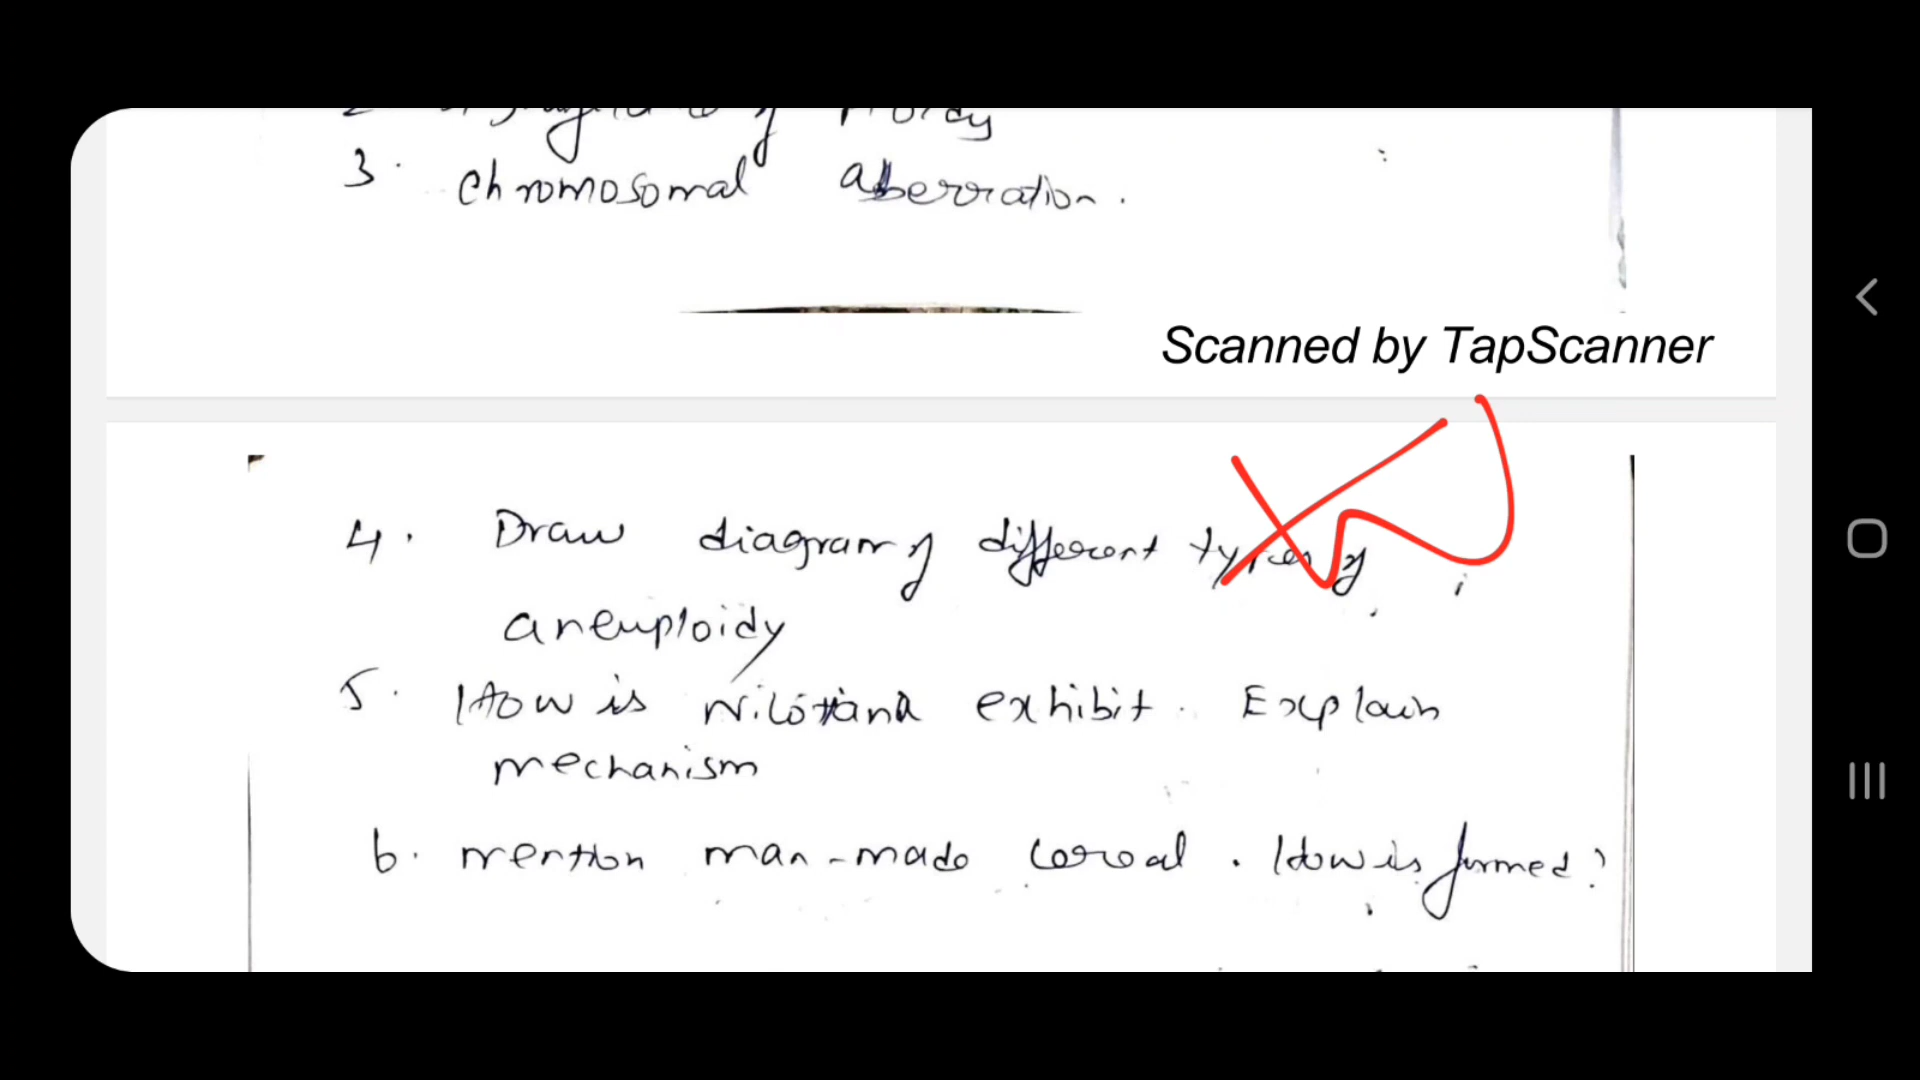 3. Chromosomal aberration.
Scanned by TapScanner
4. Draw diagram of different types of
aneuploidy
5. How is exhibit. Explain
mechanism
6. mention man-made cereal. How is formed?